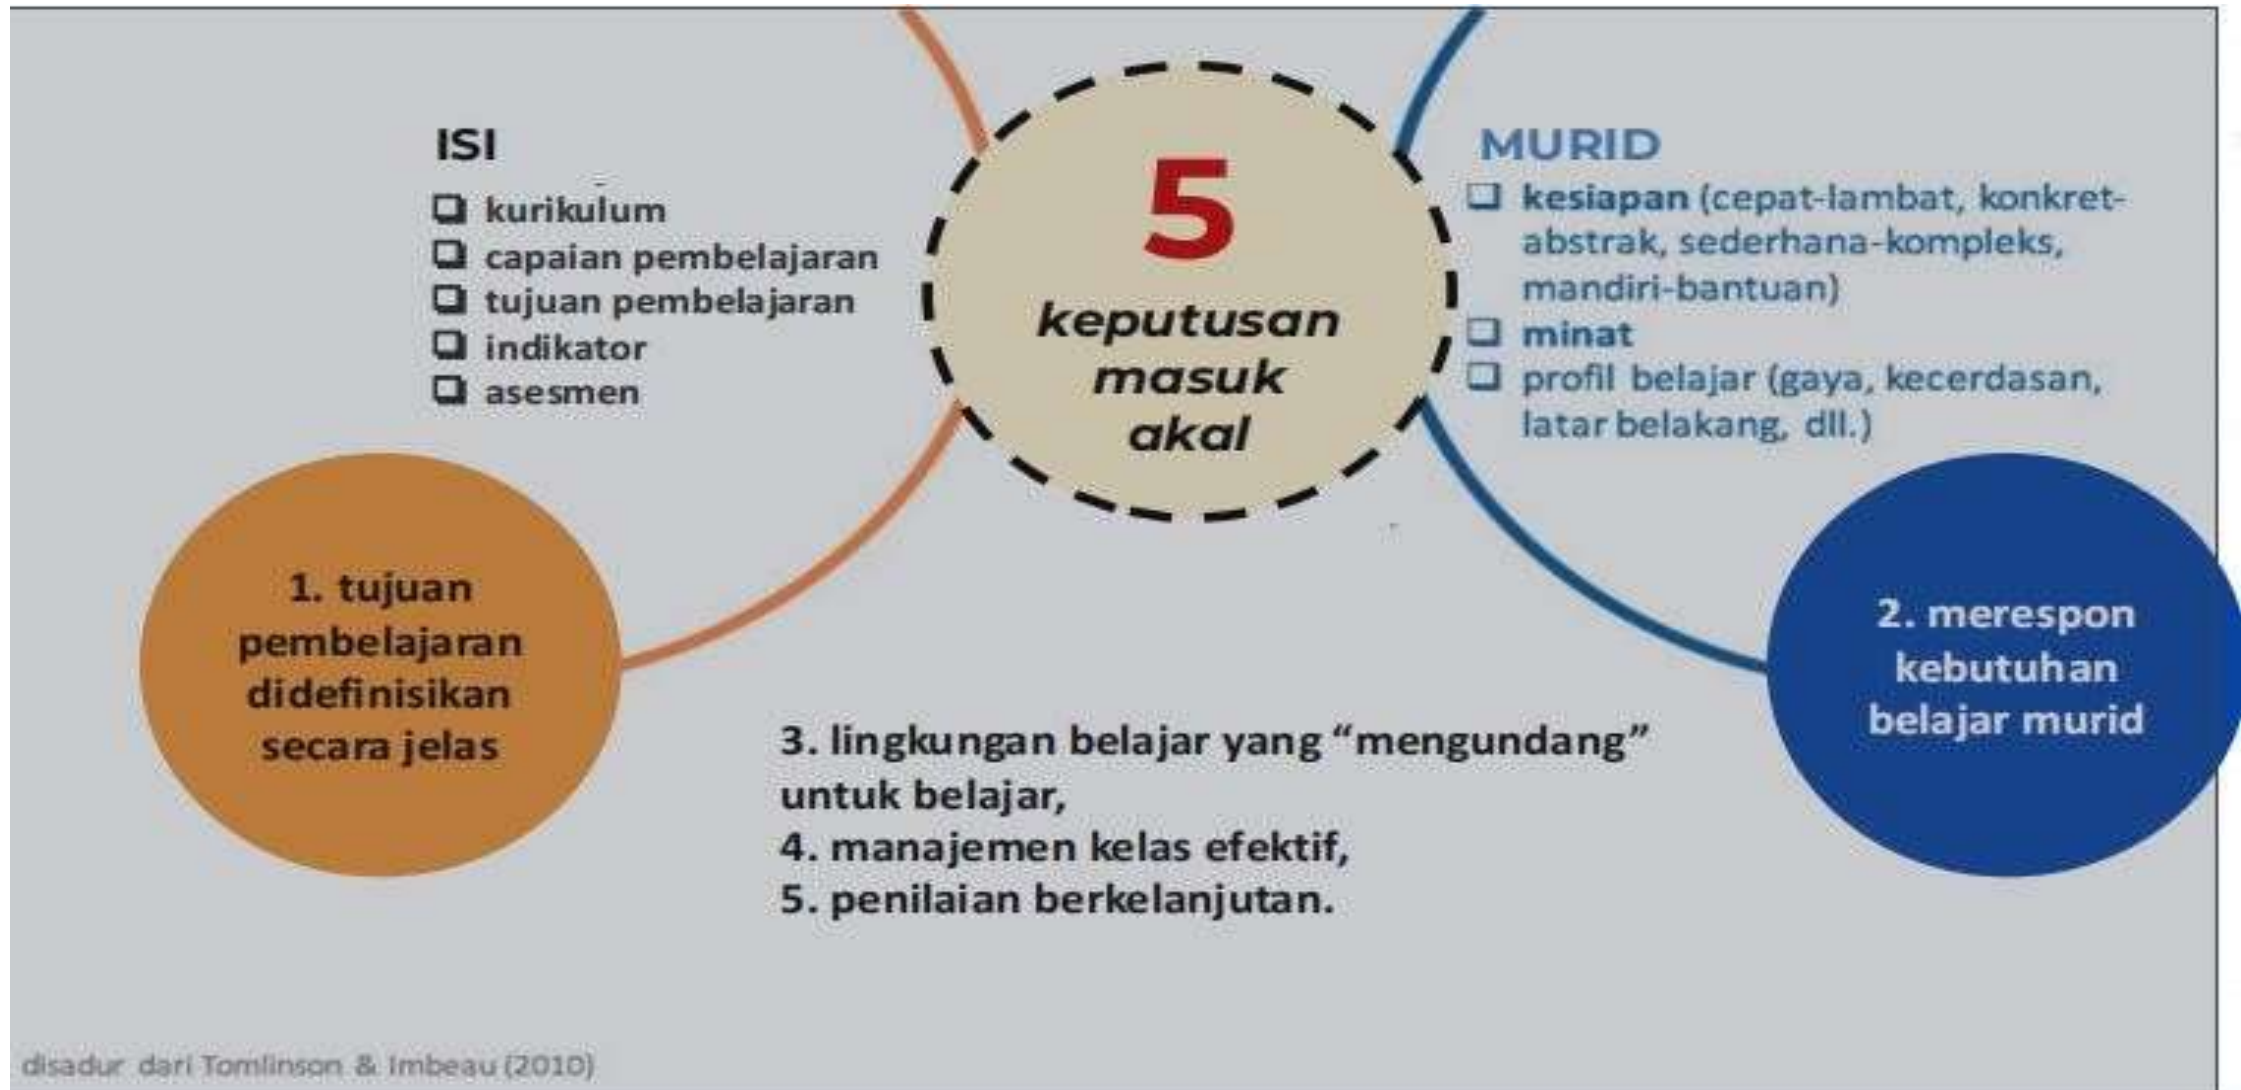 ISI
❑ kurikulum
❑ capaian pembelajaran
❑ tujuan pembelajaran
❑ indikator
❑ asesmen
5
keputusan
masuk
akal
MURID
❑ kesiapan (cepat-lambat, konkret-
abstrak, sederhana-kompleks,
mandiri-bantuan)
❑ minat
❑ profil belajar (gaya, kecerdasan,
latar belakang, dll.)
1. tujuan
pembelajaran
didefinisikan
secara jelas
2. merespon
kebutuhan
belajar murid
3. lingkungan belajar yang “mengundang”
untuk belajar,
4. manajemen kelas efektif,
5. penilaian berkelanjutan.
disadur dari Tomlinson & Imbeau (2010)